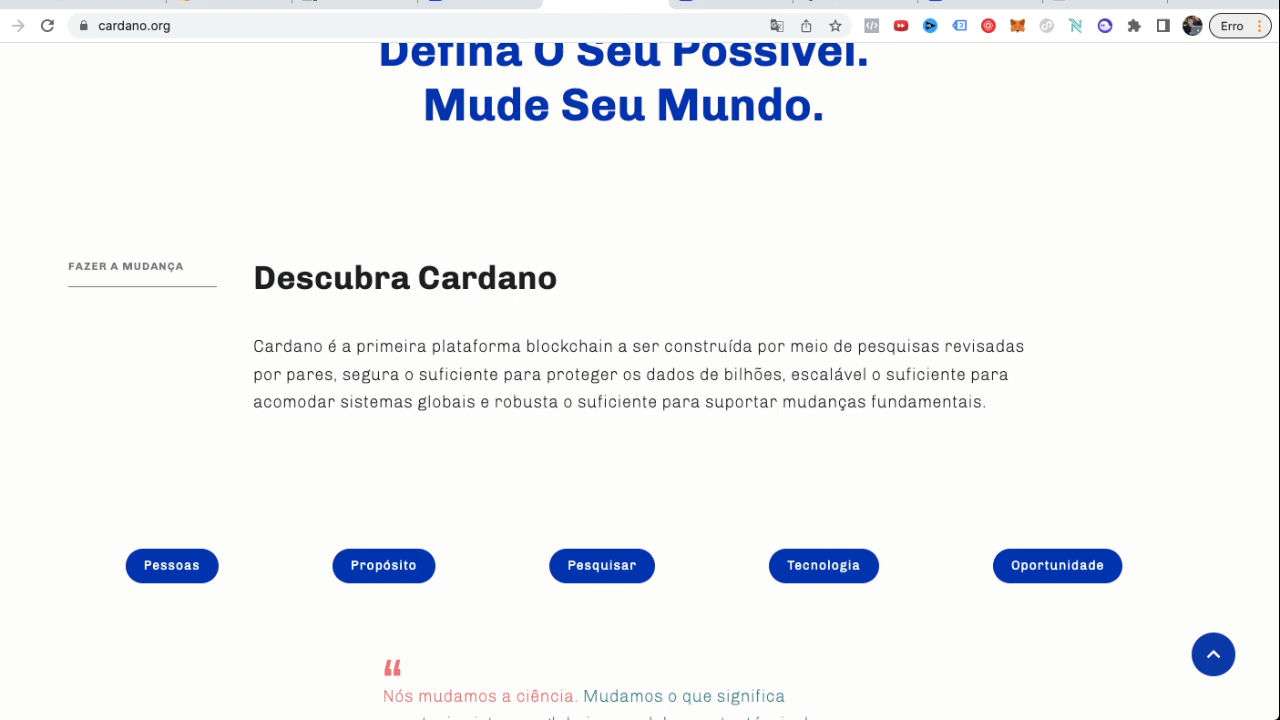 cardano.org
Erro
Defina O Seu Possível.
Mude Seu Mundo.
FAZER A MUDANÇA
Descubra Cardano
Cardano é a primeira plataforma blockchain a ser construída por meio de pesquisas revisadas
por pares, segura o suficiente para proteger os dados de bilhões, escalável o suficiente para
acomodar sistemas globais e robusta o suficiente para suportar mudanças fundamentais.
Pessoas
Propósito
Pesquisar
Tecnologia
Oportunidade
“
Nós mudamos a ciência. Mudamos o que significa